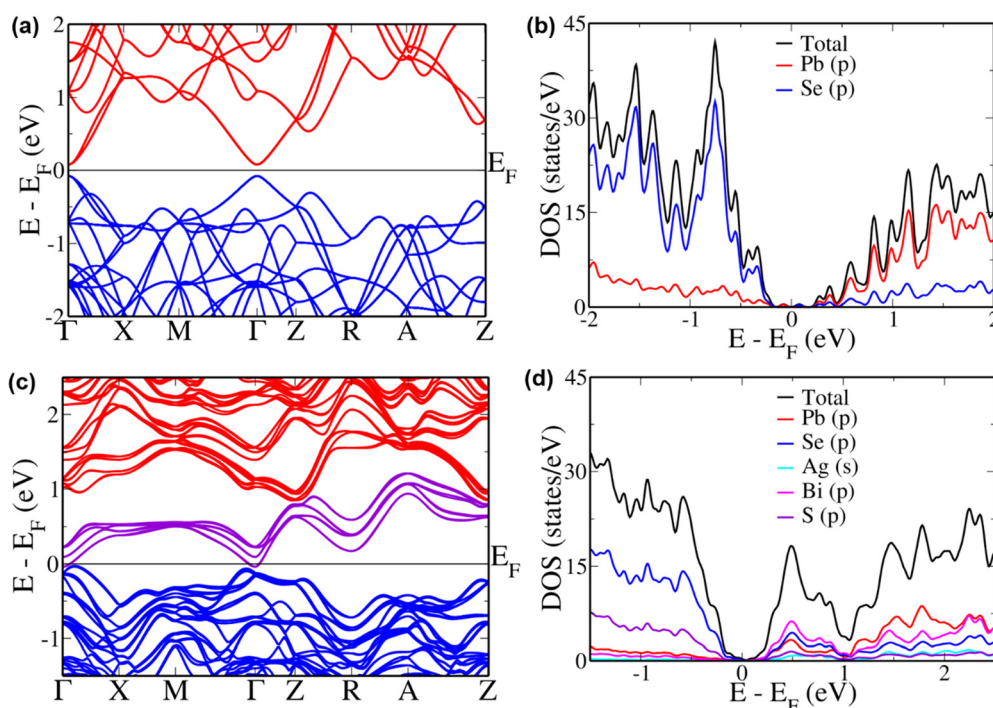 (a)
2
1
0
-1
-2
E - E_F (eV)
Γ X M Γ Z R A Z
E_F
(b)
45
30
15
0
DOS (states/eV)
Total
Pb (p)
Se (p)
-2 -1 0 1 2
E - E_F (eV)
(c)
2
1
0
-1
E - E_F (eV)
Γ X M Γ Z R A Z
E_F
(d)
45
30
15
0
DOS (states/eV)
Total
Pb (p)
Se (p)
Ag (s)
Bi (p)
S (p)
-1 0 1 2
E - E_F (eV)